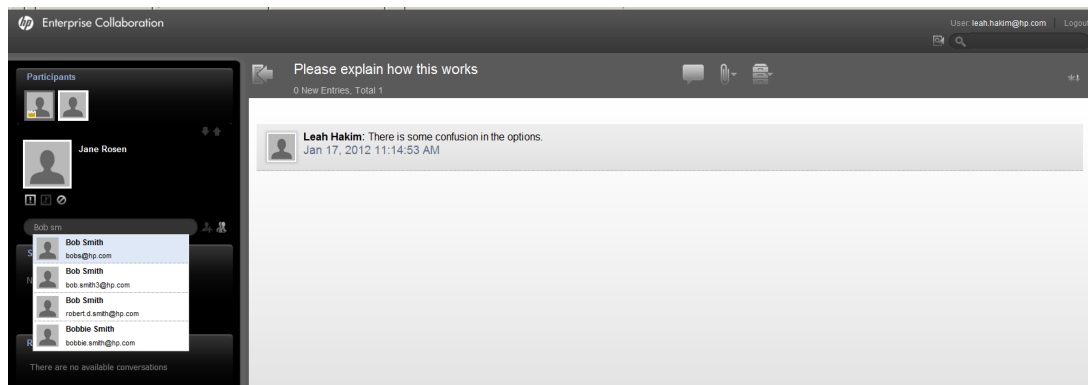 hp Enterprise Collaboration
User: leah.hakim@hp.com Logout
Participants
Please explain how this works
0 New Entries, Total 1
Jane Rosen
Leah Hakim: There is some confusion in the options.
Jan 17, 2012 11:14:53 AM
Bob sm
Bob Smith
bobs@hp.com
S
Bob Smith
bob.smith3@hp.com
N
Bob Smith
robert.d.smith@hp.com
Bobbie Smith
bobbie.smith@hp.com
R
There are no available conversations